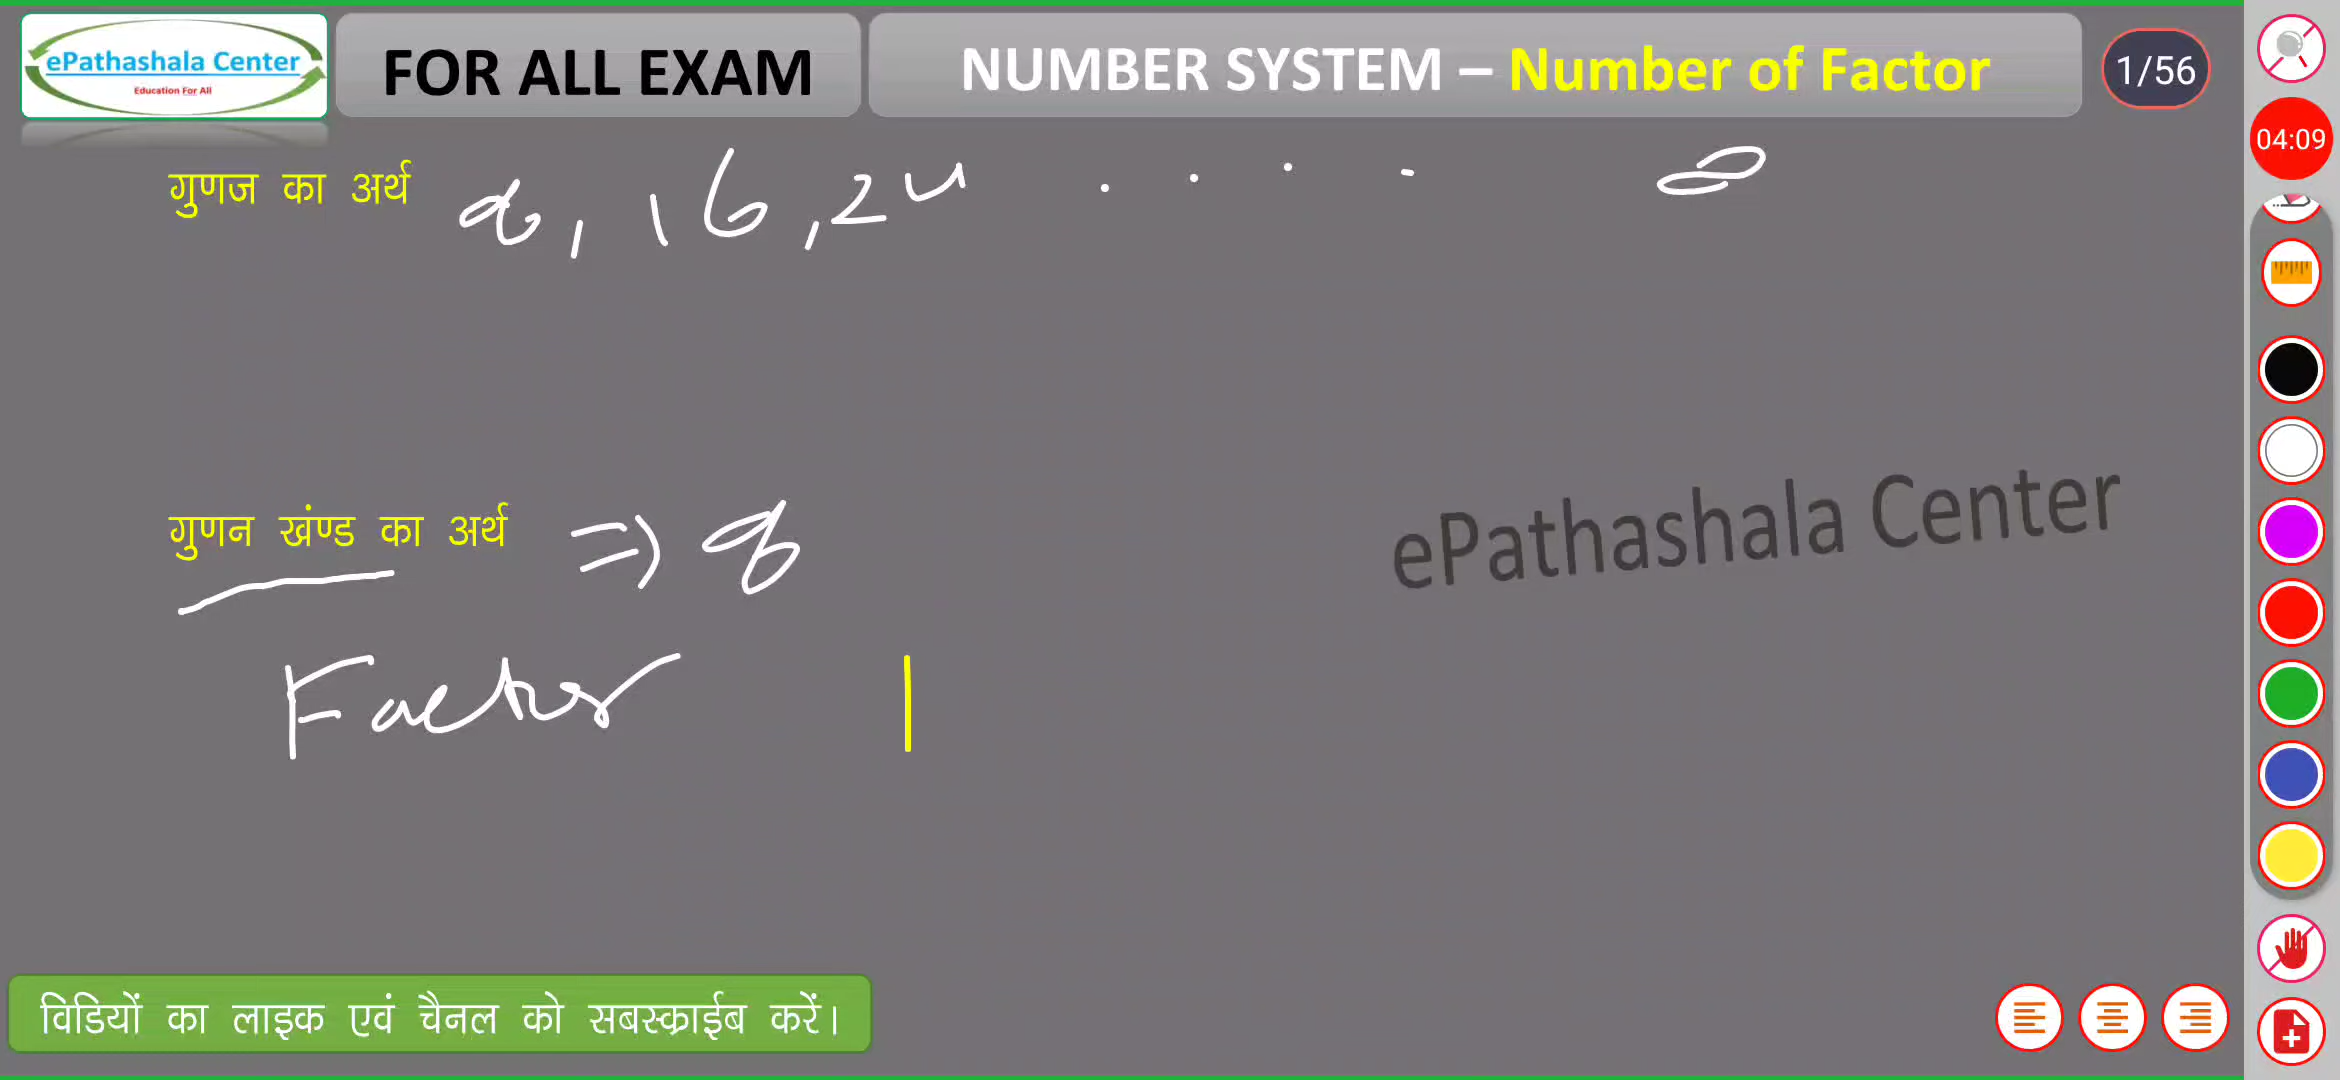 ePathashala Center
Education For All
FOR ALL EXAM
NUMBER SYSTEM – Number of Factor
1/56
04:09
गुणज का अर्थ 8, 16, 24 . . . . ∞
गुणन खंण्ड का अर्थ ⇒ 8
ePathashala Center
Factor |
विडियों का लाइक एवं चैनल को सबस्क्राईब करें।